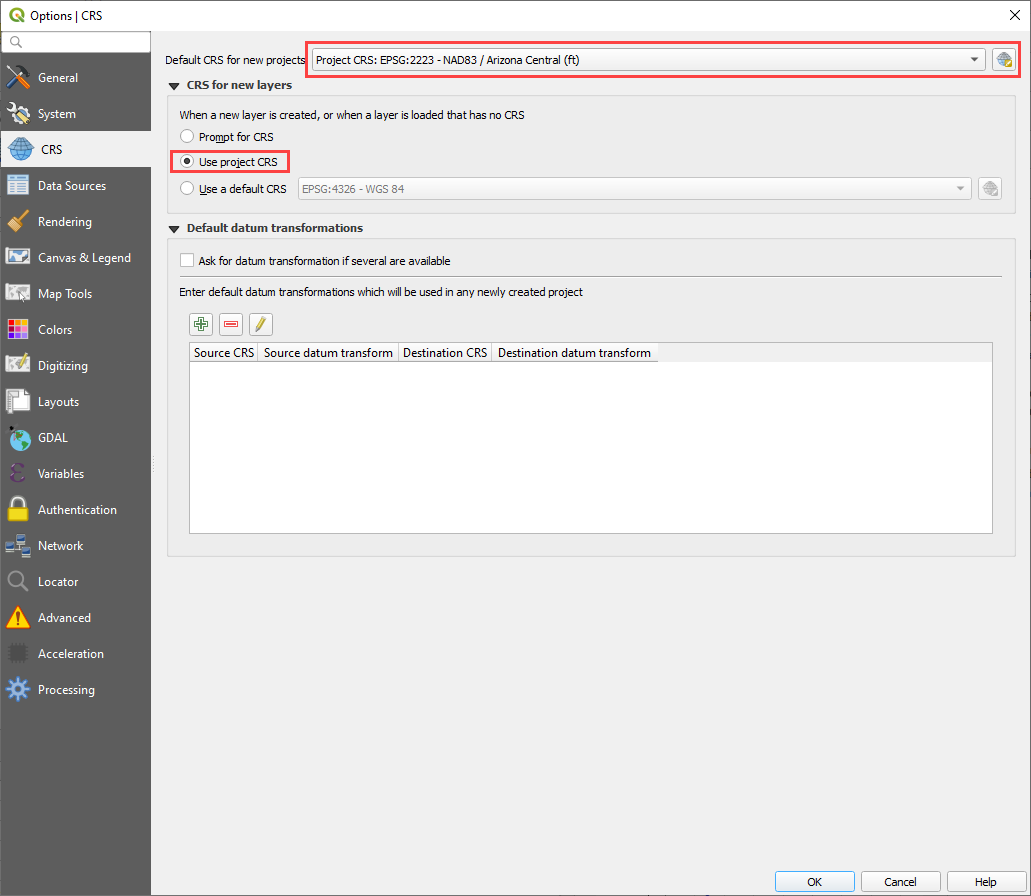 Options | CRS
General
System
CRS
Data Sources
Rendering
Canvas & Legend
Map Tools
Colors
Digitizing
Layouts
GDAL
Variables
Authentication
Network
Locator
Advanced
Acceleration
Processing
Default CRS for new projects Project CRS: EPSG:2223 - NAD83 / Arizona Central (ft)
CRS for new layers
When a new layer is created, or when a layer is loaded that has no CRS
Prompt for CRS
Use project CRS
Use a default CRS EPSG:4326 - WGS 84
Default datum transformations
Ask for datum transformation if several are available
Enter default datum transformations which will be used in any newly created project
Source CRS Source datum transform Destination CRS Destination datum transform
OK Cancel Help